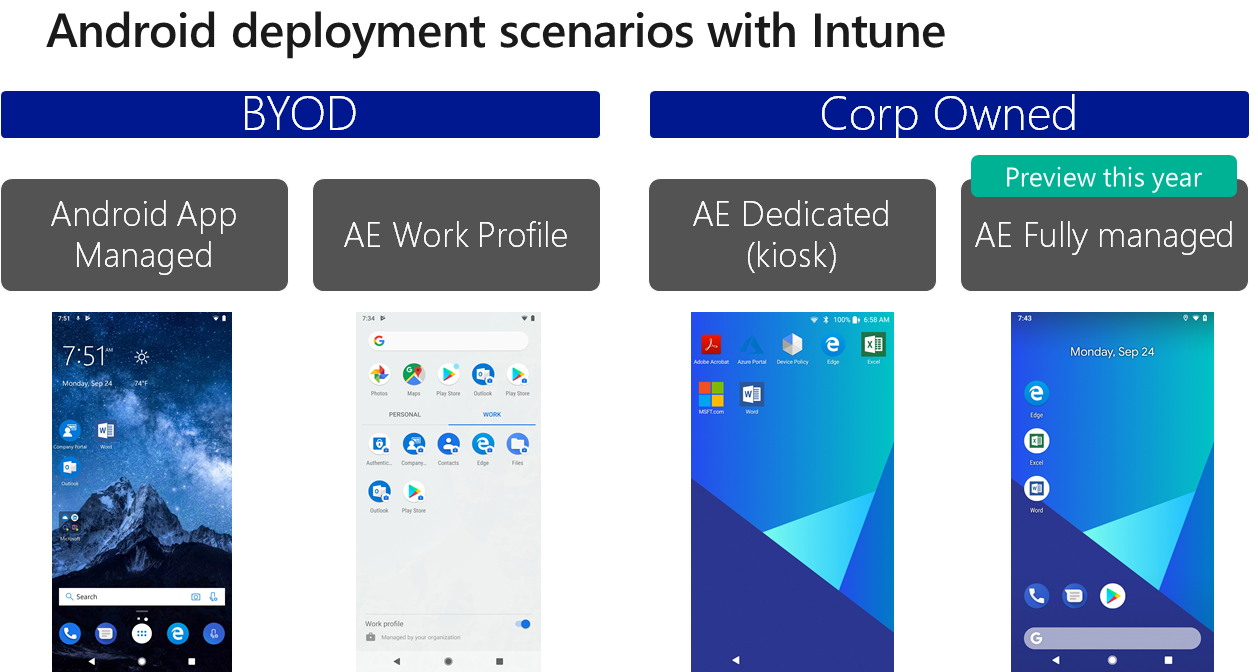 Android deployment scenarios with Intune
BYOD
Corp Owned
Android App
Managed
AE Work Profile
AE Dedicated
(kiosk)
Preview this year
AE Fully managed
7:51
7:51 AM
Monday, Sep 24 74°F
Company Portal Word
Outlook
Microsoft
Search
7:34
G
Photos Maps Play Store Outlook Play Store
PERSONAL WORK
Authentic... Company... Contacts Edge Files
Outlook Play Store
Work profile
Managed by your organization
100% 6:58 AM
Adobe Acrobat Azure Portal Device Policy Edge Excel
MSFT.com Word
7:43
Monday, Sep 24
Edge
Excel
Word
G